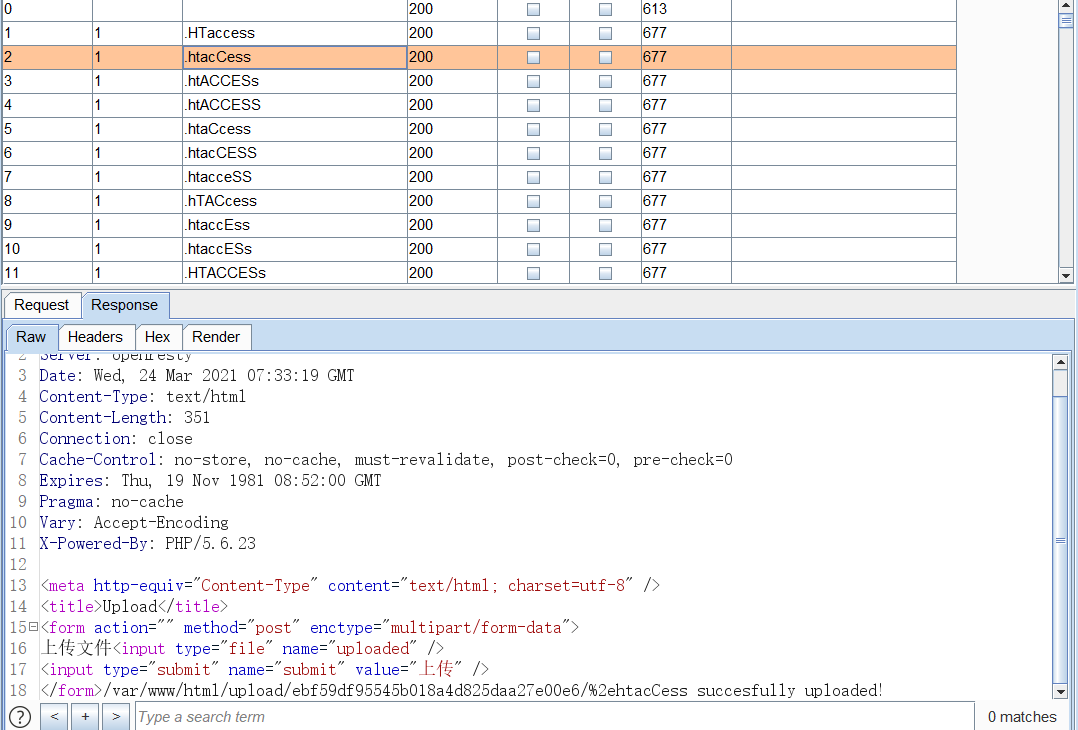 0 200 613
1 1 .HTaccess 200 677
2 1 .htacCess 200 677
3 1 .htACCESs 200 677
4 1 .htACCESS 200 677
5 1 .htaCcess 200 677
6 1 .htacCESS 200 677
7 1 .htacceSS 200 677
8 1 .hTACcess 200 677
9 1 .htaccEss 200 677
10 1 .htaccESs 200 677
11 1 .HTACCESs 200 677
Request Response
Raw Headers Hex Render
2 Server: openresty
3 Date: Wed, 24 Mar 2021 07:33:19 GMT
4 Content-Type: text/html
5 Content-Length: 351
6 Connection: close
7 Cache-Control: no-store, no-cache, must-revalidate, post-check=0, pre-check=0
8 Expires: Thu, 19 Nov 1981 08:52:00 GMT
9 Pragma: no-cache
10 Vary: Accept-Encoding
11 X-Powered-By: PHP/5.6.23
12
13 <meta http-equiv="Content-Type" content="text/html; charset=utf-8" />
14 <title>Upload</title>
15 <form action="" method="post" enctype="multipart/form-data">
16 上传文件<input type="file" name="uploaded" />
17 <input type="submit" name="submit" value="上传" />
18 </form>/var/www/html/upload/ebf59df95545b018a4d825daa27e00e6/%2ehtacCess succesfully uploaded!
? < + > Type a search term 0 matches